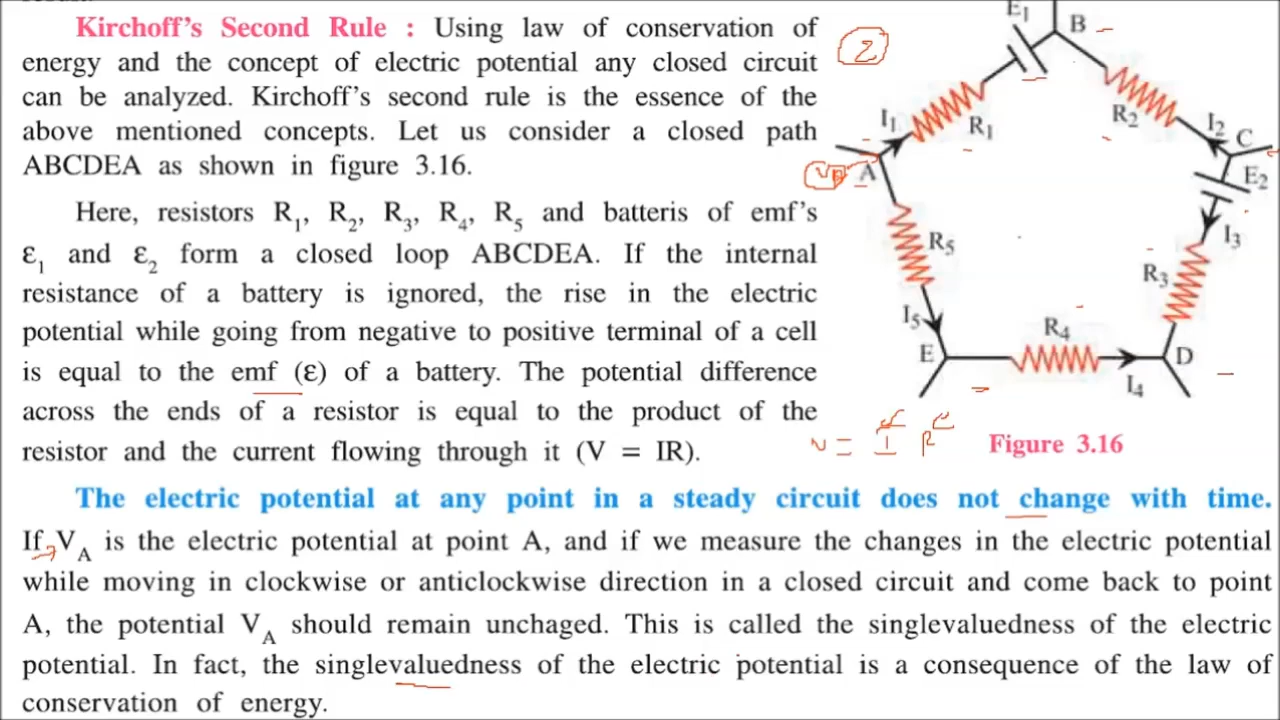 Kirchoff's Second Rule : Using law of conservation of
energy and the concept of electric potential any closed circuit
can be analyzed. Kirchoff's second rule is the essence of the
above mentioned concepts. Let us consider a closed path
ABCDEA as shown in figure 3.16.
Here, resistors R1, R2, R3, R4, R5 and batteris of emf's
ε1 and ε2 form a closed loop ABCDEA. If the internal
resistance of a battery is ignored, the rise in the electric
potential while going from negative to positive terminal of a cell
is equal to the emf (ε) of a battery. The potential difference
across the ends of a resistor is equal to the product of the
resistor and the current flowing through it (V = IR).
2
E1
B
I1
R1
R2
I2
C
A
E2
I3
R5
R3
I5
R4
E
D
I4
v = I R
Figure 3.16
The electric potential at any point in a steady circuit does not change with time.
If VA is the electric potential at point A, and if we measure the changes in the electric potential
while moving in clockwise or anticlockwise direction in a closed circuit and come back to point
A, the potential VA should remain unchaged. This is called the singlevaluedness of the electric
potential. In fact, the singlevaluedness of the electric potential is a consequence of the law of
conservation of energy.